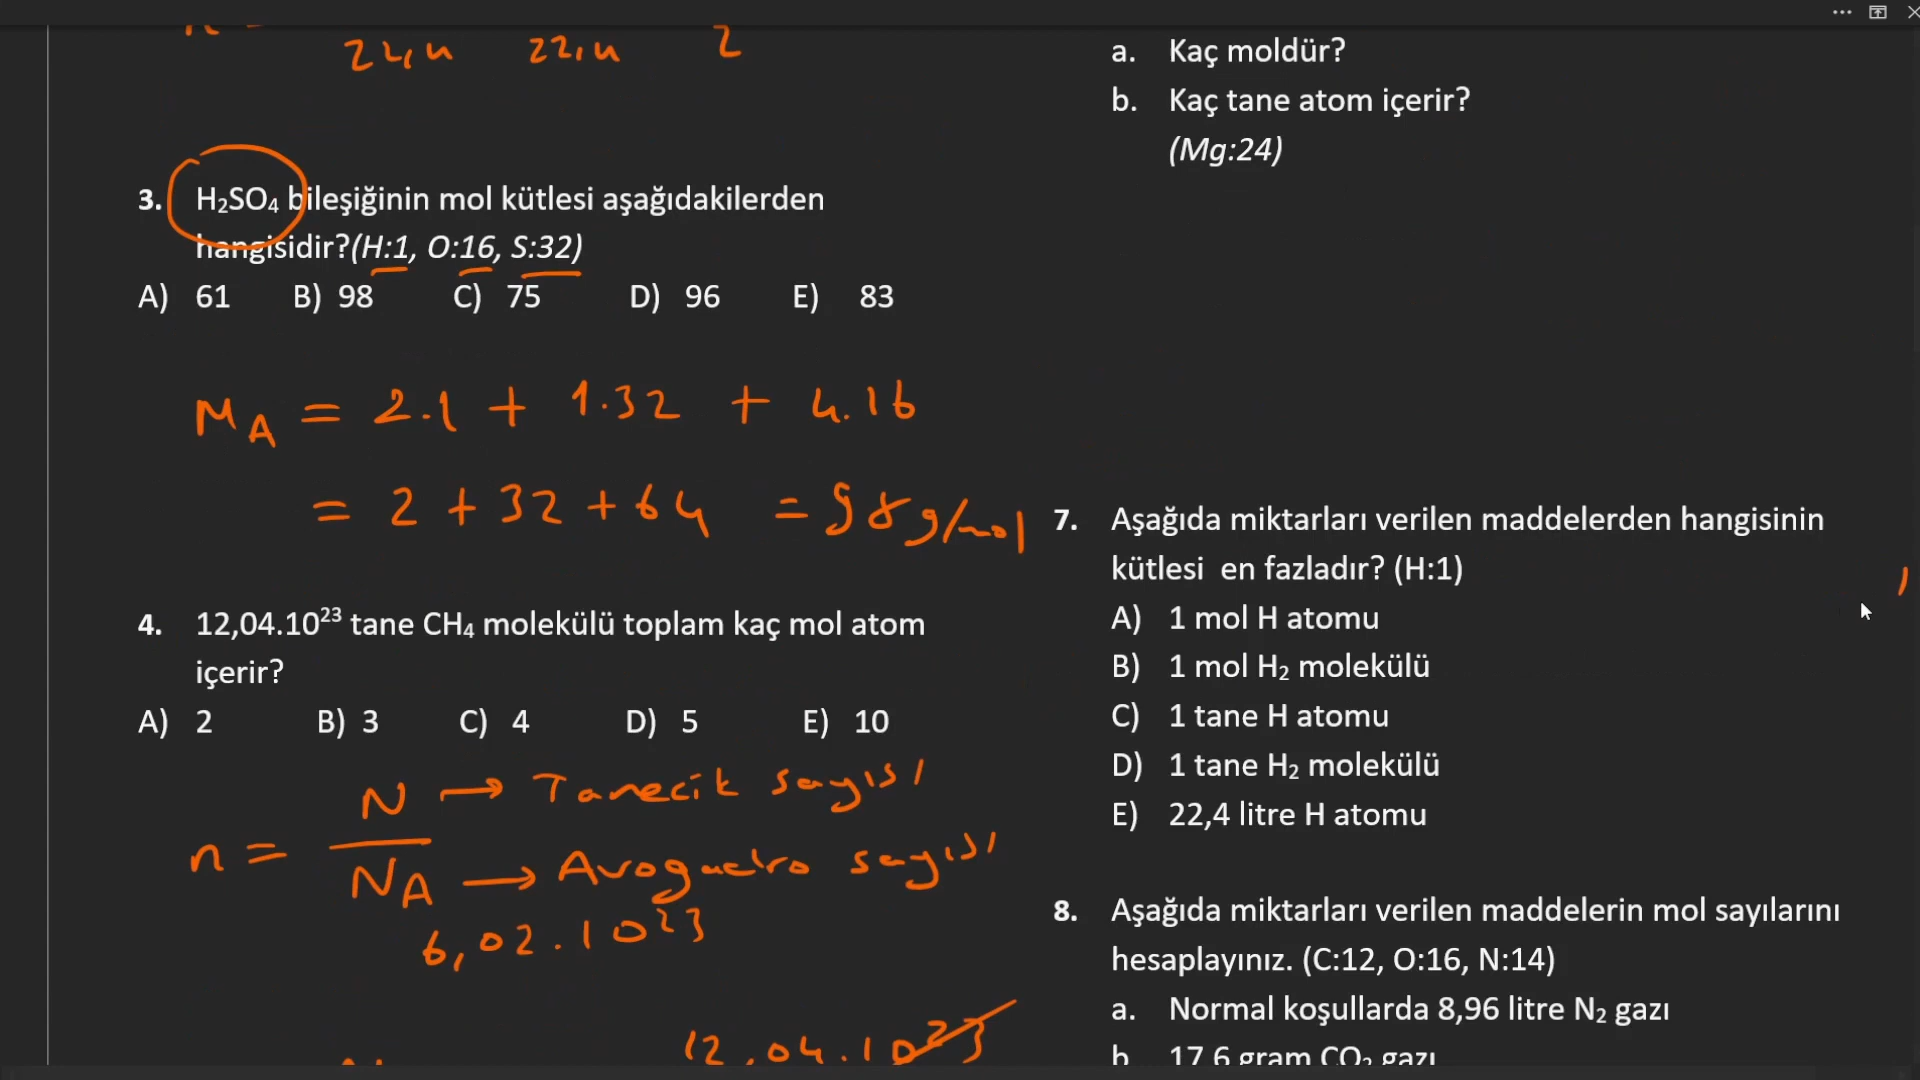 24,4 22,4 2
3. H₂SO₄ bileşiğinin mol kütlesi aşağıdakilerden
hangisidir?(H:1, O:16, S:32)
A) 61 B) 98 C) 75 D) 96 E) 83
MA = 2.1 + 1.32 + 4.16
= 2 + 32 + 64 = 98 g/mol
4. 12,04.10²³ tane CH₄ molekülü toplam kaç mol atom
içerir?
A) 2 B) 3 C) 4 D) 5 E) 10
n = N → Tanecik sayısı
NA → Avogadro sayısı
6,02.10²³
12,04.10²³
a. Kaç moldür?
b. Kaç tane atom içerir?
(Mg:24)
7. Aşağıda miktarları verilen maddelerden hangisinin
kütlesi en fazladır? (H:1)
A) 1 mol H atomu
B) 1 mol H₂ molekülü
C) 1 tane H atomu
D) 1 tane H₂ molekülü
E) 22,4 litre H atomu
8. Aşağıda miktarları verilen maddelerin mol sayılarını
hesaplayınız. (C:12, O:16, N:14)
a. Normal koşullarda 8,96 litre N₂ gazı
b 17,6 gram CO₂ gazı